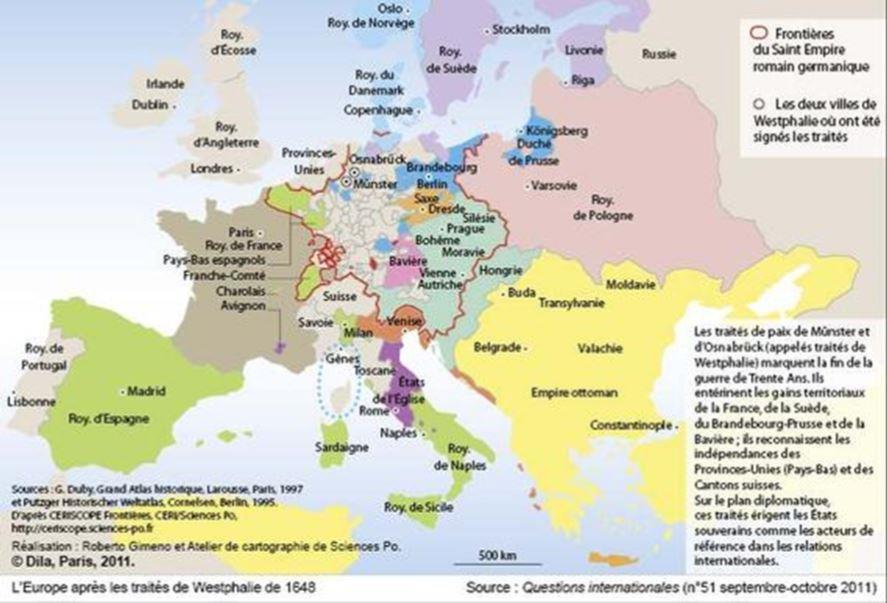 Oslo
Roy. de Norvège
Stockholm
Roy.
d'Écosse
Roy.
de Suède
Livonie
Riga
Russie
Frontières
du Saint Empire
romain germanique
Les deux villes de
Westphalie où ont été
signés les traités
Irlande
Dublin
Roy. du
Danemark
Copenhague
Roy.
d'Angleterre
Londres
Provinces-
Unies
Osnabrück
Münster
Brandebourg
Berlin
Königsberg
Duché
de Prusse
Varsovie
Roy.
de Pologne
Saxe
Dresde
Silésie
Prague
Bohême
Moravie
Paris
Roy. de France
Pays-Bas espagnols
Franche-Comté
Charolais
Avignon
Bavière
Vienne
Autriche
Hongrie
Buda
Transylvanie
Moldavie
Suisse
Savoie
Milan
Venise
Gênes
Toscane
États
de l'Église
Rome
Naples
Roy.
de Naples
Sardaigne
Roy. de Sicile
Belgrade
Valachie
Empire ottoman
Constantinople
Roy. de
Portugal
Lisbonne
Madrid
Roy. d'Espagne
Les traités de paix de Münster et
d'Osnabrück (appelés traités de
Westphalie) marquent la fin de la
guerre de Trente Ans. Ils
entérinent les gains territoriaux
de la France, de la Suède,
du Brandebourg-Prusse et de la
Bavière ; ils reconnaissent les
indépendances des
Provinces-Unies (Pays-Bas) et des
Cantons suisses.
Sur le plan diplomatique,
ces traités érigent les États
souverains comme les acteurs de
référence dans les relations
internationales.
Sources : G. Duby, Grand Atlas historique, Larousse, Paris, 1997
et Putzger Historischer Weltatlas, Cornelsen, Berlin, 1995.
D'après CERISCOPE Frontières, CERI/Sciences Po,
http://ceriscope.sciences-po.fr
Réalisation : Roberto Gimeno et Atelier de cartographie de Sciences Po.
© Dila, Paris, 2011.
500 km
L'Europe après les traités de Westphalie de 1648
Source : Questions internationales (n°51 septembre-octobre 2011)